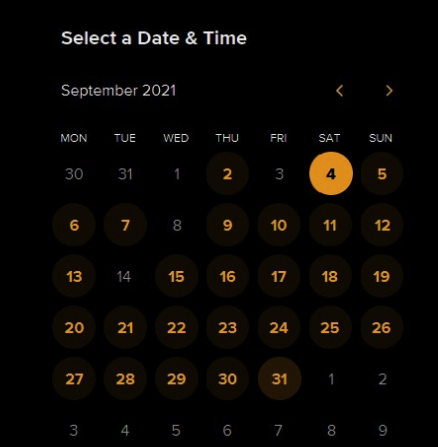 Select a Date & Time
September 2021
MON TUE WED THU FRI SAT SUN
30 31 1 2 3 4 5
6 7 8 9 10 11 12
13 14 15 16 17 18 19
20 21 22 23 24 25 26
27 28 29 30 31 1 2
3 4 5 6 7 8 9